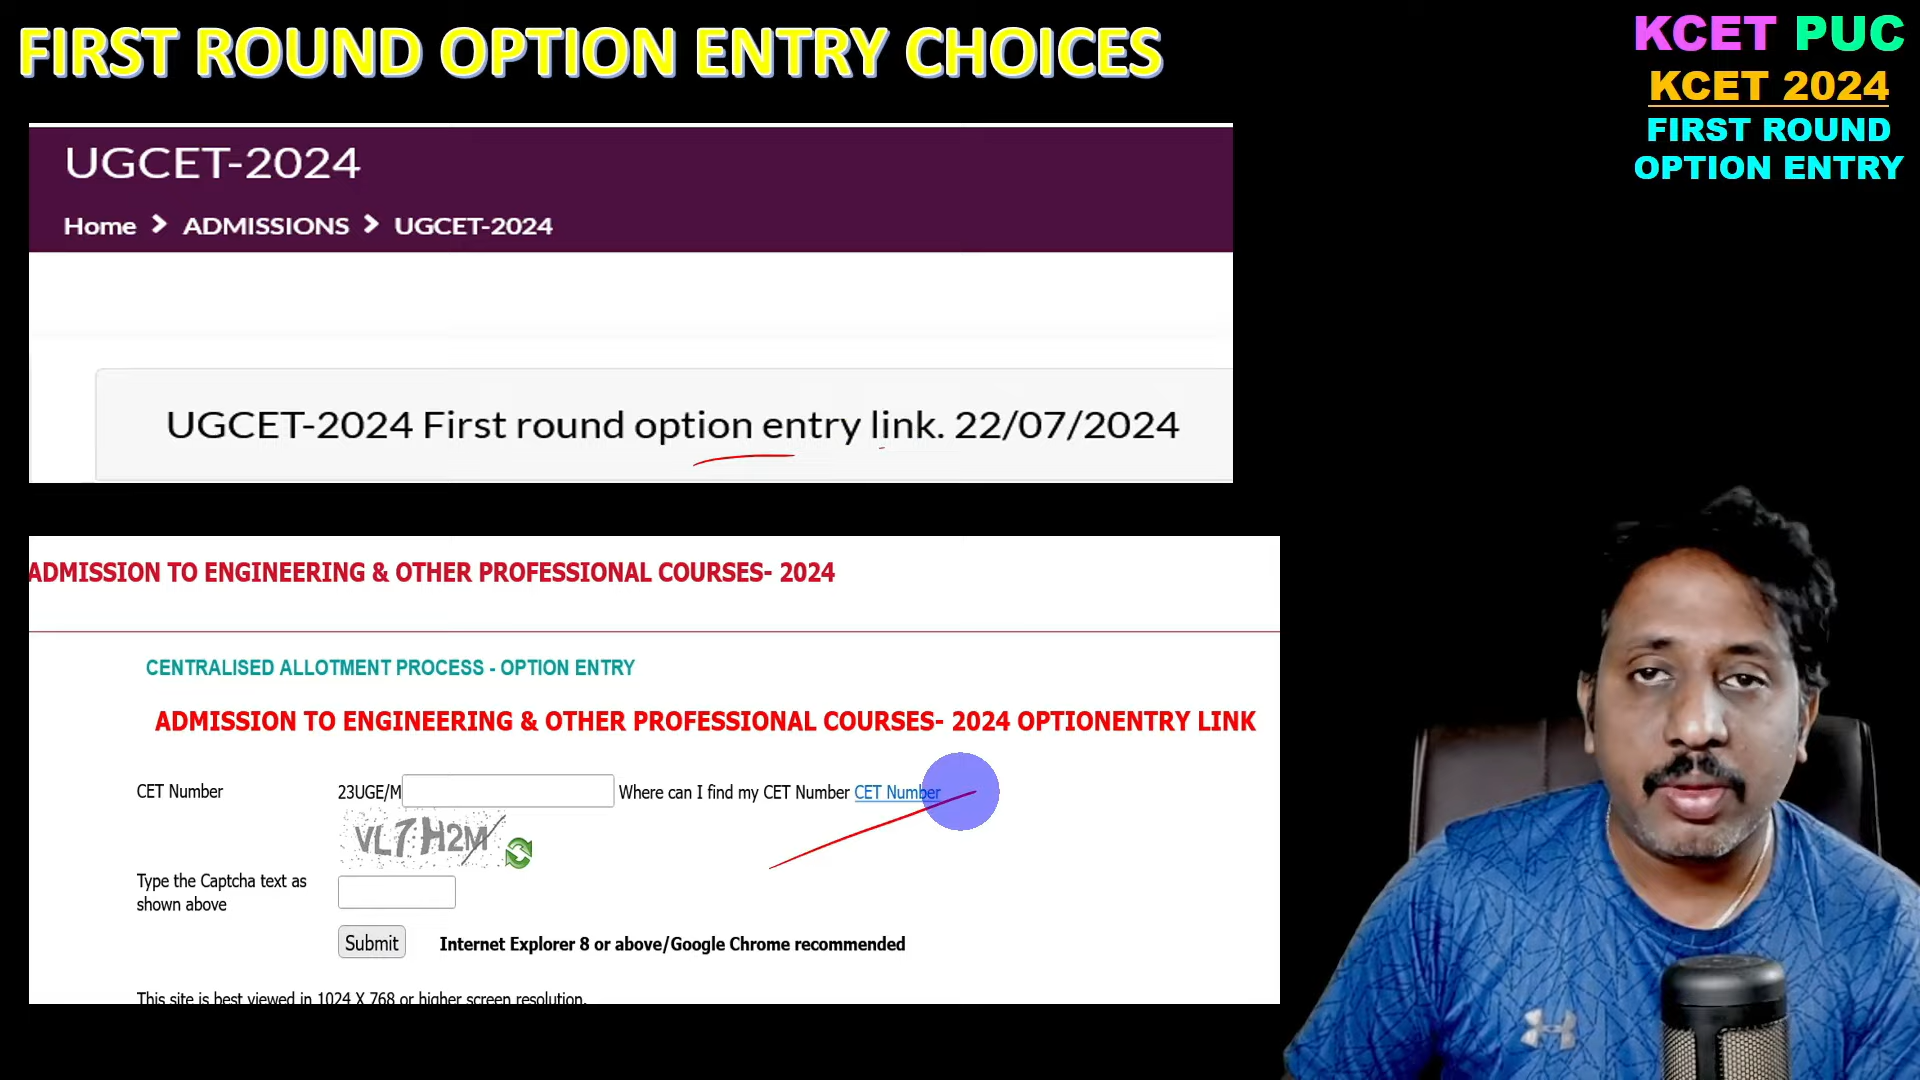 FIRST ROUND OPTION ENTRY CHOICES
KCET PUC
KCET 2024
FIRST ROUND
OPTION ENTRY
UGCET-2024
Home > ADMISSIONS > UGCET-2024
UGCET-2024 First round option entry link. 22/07/2024
ADMISSION TO ENGINEERING & OTHER PROFESSIONAL COURSES- 2024
CENTRALISED ALLOTMENT PROCESS - OPTION ENTRY
ADMISSION TO ENGINEERING & OTHER PROFESSIONAL COURSES- 2024 OPTIONENTRY LINK
CET Number 23UGE/M Where can I find my CET Number CET Number
VL7H2M
Type the Captcha text as
shown above
Submit Internet Explorer 8 or above/Google Chrome recommended
This site is best viewed in 1024 X 768 or higher screen resolution.